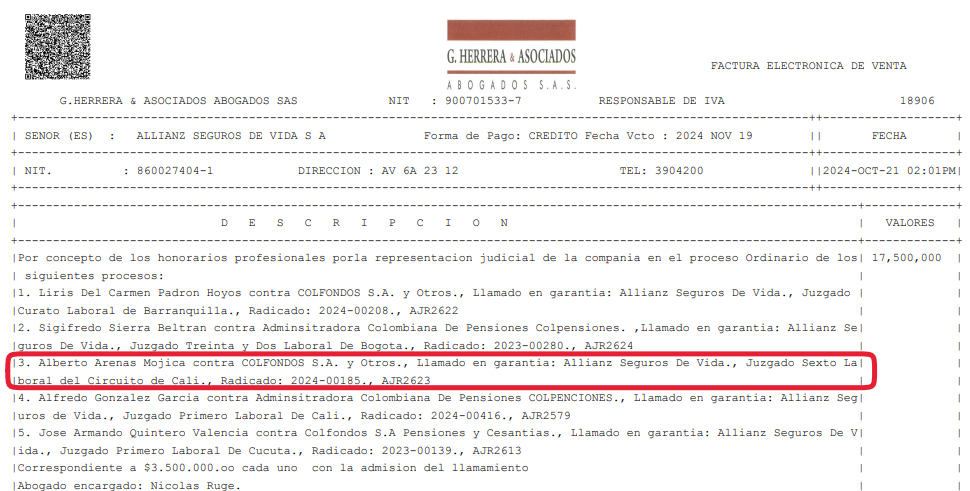 G. HERRERA & ASOCIADOS
ABOGADOS S.A.S.
FACTURA ELECTRONICA DE VENTA
G.HERRERA & ASOCIADOS ABOGADOS SAS NIT : 900701533-7 RESPONSABLE DE IVA 18906
SENOR (ES) : ALLIANZ SEGUROS DE VIDA S A Forma de Pago: CREDITO Fecha Vcto : 2024 NOV 19 || FECHA |
| NIT. : 860027404-1 DIRECCION : AV 6A 23 12 TEL: 3904200 ||2024-OCT-21 02:01PM|
| D E S C R I P C I O N | VALORES |
|Por concepto de los honorarios profesionales porla representacion judicial de la compania en el proceso Ordinario de los| 17,500,000 |
| siguientes procesos: | |
|1. Liris Del Carmen Padron Hoyos contra COLFONDOS S.A. y Otros., Llamado en garantia: Allianz Seguros De Vida., Juzgado | |
|Curato Laboral de Barranquilla., Radicado: 2024-00208., AJR2622 | |
|2. Sigifredo Sierra Beltran contra Adminsitradora Colombiana De Pensiones Colpensiones. ,Llamado en garantia: Allianz Se| |
|guros De Vida., Juzgado Treinta y Dos Laboral De Bogota., Radicado: 2023-00280., AJR2624 | |
|3. Alberto Arenas Mojica contra COLFONDOS S.A. y Otros., Llamado en garantia: Allianz Seguros De Vida., Juzgado Sexto La| |
|boral del Circuito de Cali., Radicado: 2024-00185., AJR2623 | |
|4. Alfredo Gonzalez Garcia contra Adminsitradora Colombiana De Pensiones COLPENCIONES., Llamado en garantia: Allianz Seg| |
|uros de Vida., Juzgado Primero Laboral De Cali., Radicado: 2024-00416., AJR2579 | |
|5. Jose Armando Quintero Valencia contra Colfondos S.A Pensiones y Cesantias., Llamado en garantia: Allianz Seguros De V| |
|ida., Juzgado Primero Laboral De Cucuta., Radicado: 2023-00139., AJR2613 | |
|Correspondiente a $3.500.000.oo cada uno con la admision del llamamiento | |
|Abogado encargado: Nicolas Ruge. | |